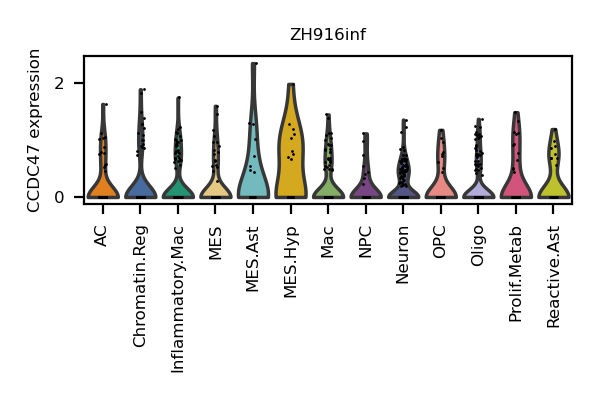 ZH916inf
CCDC47 expression
2
0
AC
Chromatin.Reg
Inflammatory.Mac
MES
MES.Ast
MES.Hyp
Mac
NPC
Neuron
OPC
Oligo
Prolif.Metab
Reactive.Ast